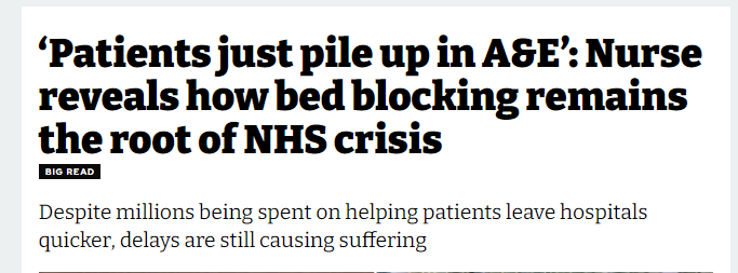 ‘Patients just pile up in A&E’: Nurse
reveals how bed blocking remains
the root of NHS crisis
BIG READ
Despite millions being spent on helping patients leave hospitals
quicker, delays are still causing suffering